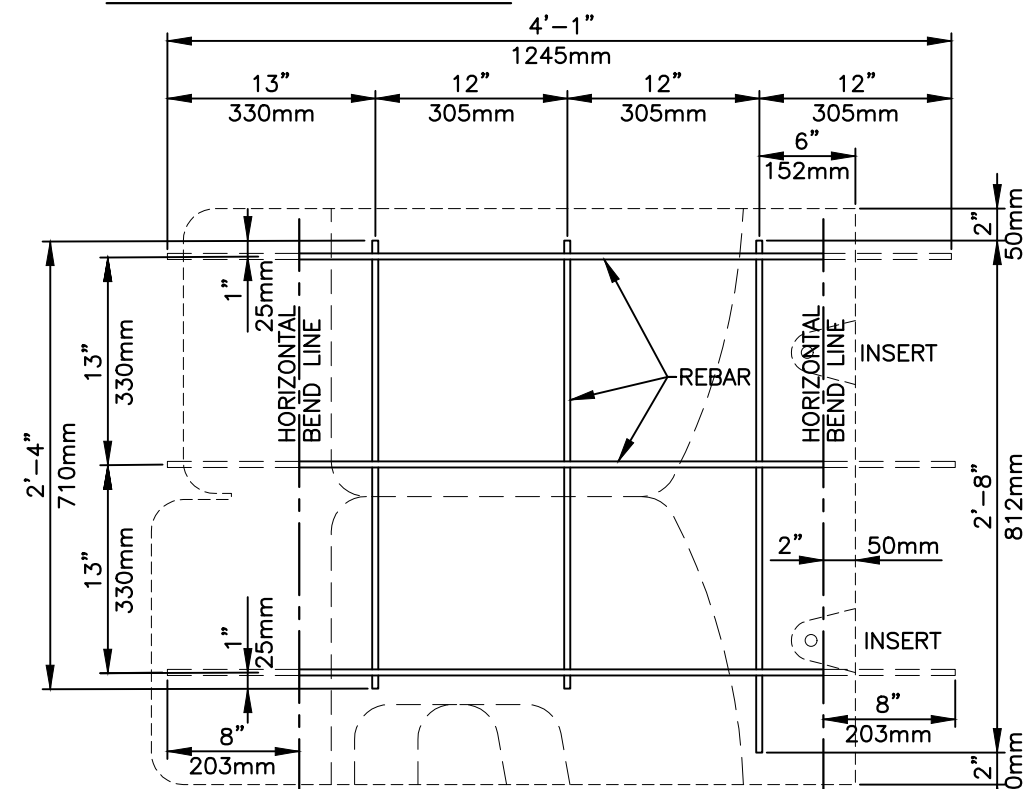 4'-1"
1245mm
13"
330mm
12"
305mm
12"
305mm
12"
305mm
6"
152mm
2"
50mm
1"
25mm
HORIZONTAL
BEND LINE
HORIZONTAL
BEND LINE
INSERT
REBAR
13"
330mm
2'-4"
710mm
13"
330mm
2'-8"
812mm
2"
50mm
1"
25mm
INSERT
8"
203mm
8"
203mm
2"
0mm